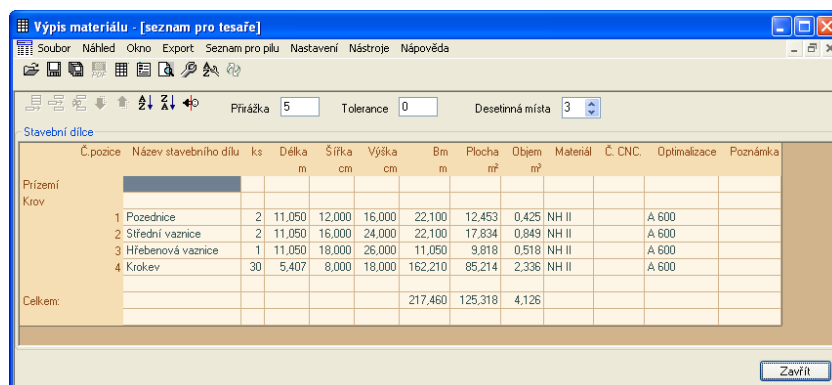 Výpis materiálu - [seznam pro tesaře]
Soubor Náhled Okno Export Seznam pro pilu Nastavení Nástroje Nápověda
Přirážka 5 Tolerance 0 Desetinná místa 3
Stavební dílce
Č.pozice Název stavebního dílu ks Délka Šířka Výška Bm Plocha Objem Materiál Č. CNC. Optimalizace Poznámka
m cm cm m m² m³
Prízemí
Krov
1 Pozednice 2 11,050 12,000 16,000 22,100 12,453 0,425 NH II A 600
2 Střední vaznice 2 11,050 16,000 24,000 22,100 17,834 0,849 NH II A 600
3 Hřebenová vaznice 1 11,050 18,000 26,000 11,050 9,818 0,518 NH II A 600
4 Krokev 30 5,407 8,000 18,000 162,210 85,214 2,336 NH II A 600
Celkem: 217,460 125,318 4,126
Zavřít